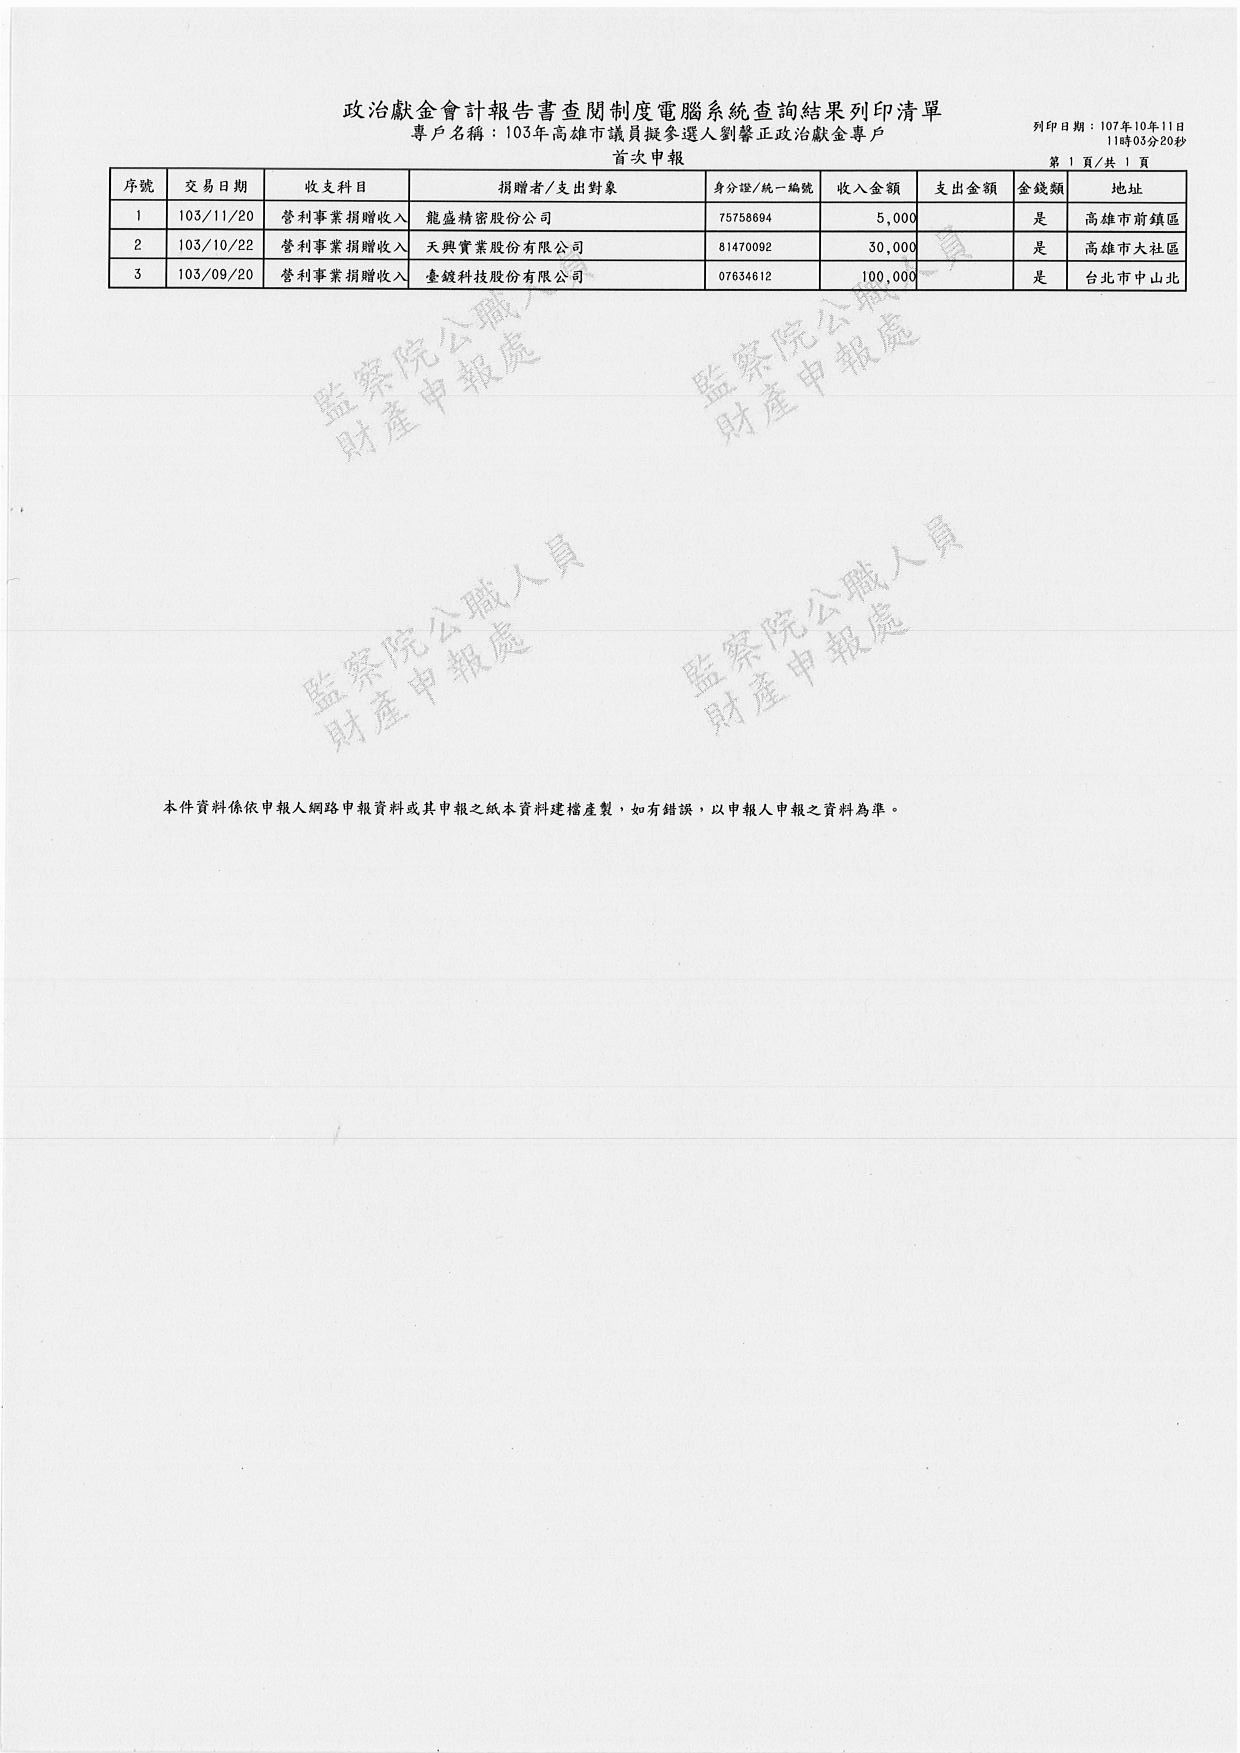 政治獻金會計報告書查閱制度電腦系統查詢結果列印清單
專戶名稱：103年高雄市議員擬參選人劉馨正政治獻金專戶
首次申報
列印日期：107年10年11日
11時03分20秒
第 1 頁/共 1 頁
序號 交易日期 收支科目 捐贈者/支出對象 身分證/統一編號 收入金額 支出金額 金錢類 地址
1 103/11/20 營利事業捐贈收入 龍盛精密股份公司 75758694 5,000 是 高雄市前鎮區
2 103/10/22 營利事業捐贈收入 天興實業股份有限公司 81470092 30,000 是 高雄市大社區
3 103/09/20 營利事業捐贈收入 臺鍍科技股份有限公司 07634612 100,000 是 台北市中山北
監察院公職人員
財產申報處
監察院公職人員
財產申報處
監察院公職人員
財產申報處
監察院公職人員
財產申報處
本件資料係依申報人網路申報資料或其申報之紙本資料建檔產製，如有錯誤，以申報人申報之資料為準。